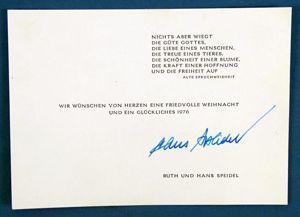 NICHTS ABER WIEGT
DIE GÜTE GOTTES,
DIE LIEBE EINES MENSCHEN,
DIE TREUE EINES TIERES,
DIE SCHÖNHEIT EINER BLUME,
DIE KRAFT EINER HOFFNUNG
UND DIE FREIHEIT AUF
ALTE SPRUCHWEISHEIT
WIR WÜNSCHEN VON HERZEN EINE FRIEDVOLLE WEIHNACHT
UND EIN GLÜCKLICHES 1976
Hans Speidel
RUTH UND HANS SPEIDEL